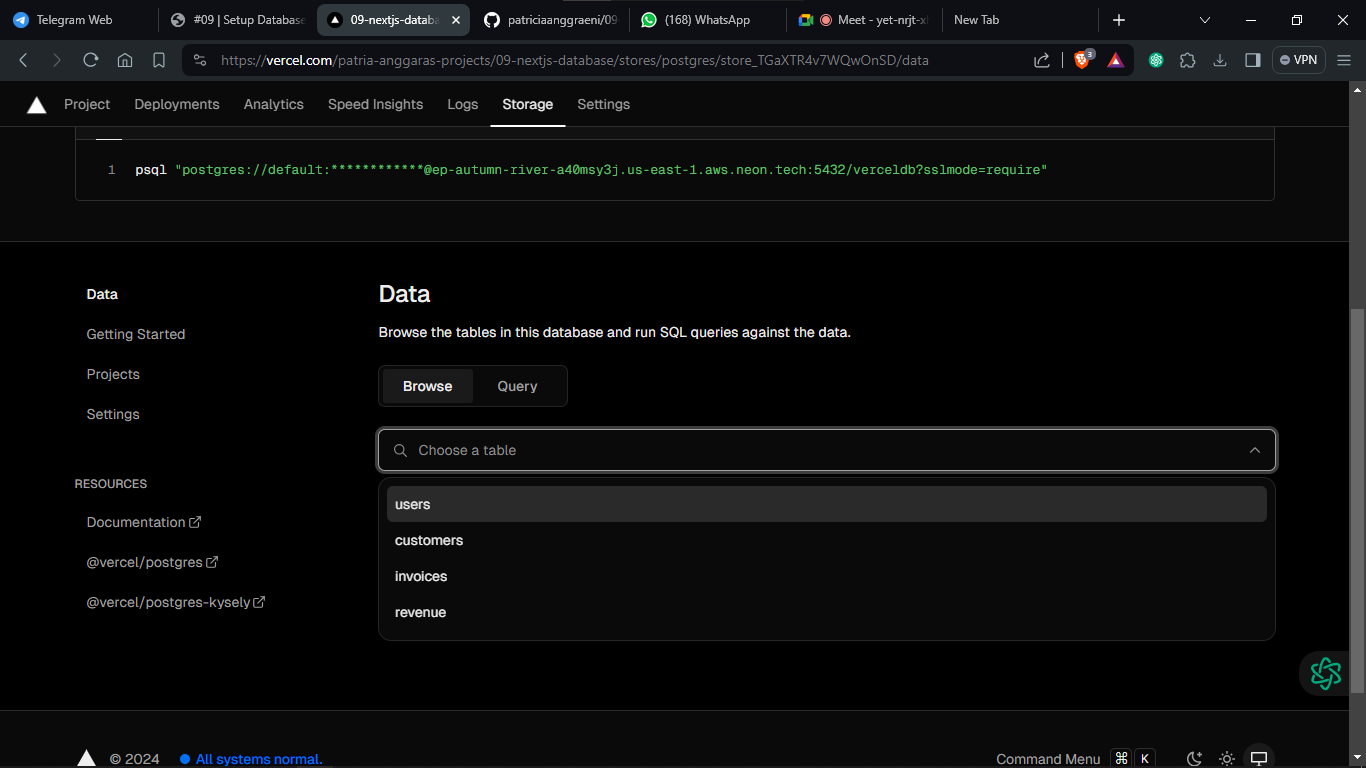 Telegram Web
#09 | Setup Database
09-nextjs-databa
patriciaanggraeni/09-
(168) WhatsApp
Meet - yet-nrjt-x
New Tab
https://vercel.com/patria-anggaras-projects/09-nextjs-database/stores/postgres/store_TGaXTR4v7WQwOnSD/data
3
VPN
Project
Deployments
Analytics
Speed Insights
Logs
Storage
Settings
1 psql "postgres://default:************@ep-autumn-river-a40msy3j.us-east-1.aws.neon.tech:5432/verceldb?sslmode=require"
Data
Getting Started
Projects
Settings
RESOURCES
Documentation
@vercel/postgres
@vercel/postgres-kysely
Data
Browse the tables in this database and run SQL queries against the data.
Browse
Query
Choose a table
users
customers
invoices
revenue
© 2024
All systems normal.
Command Menu
⌘ K